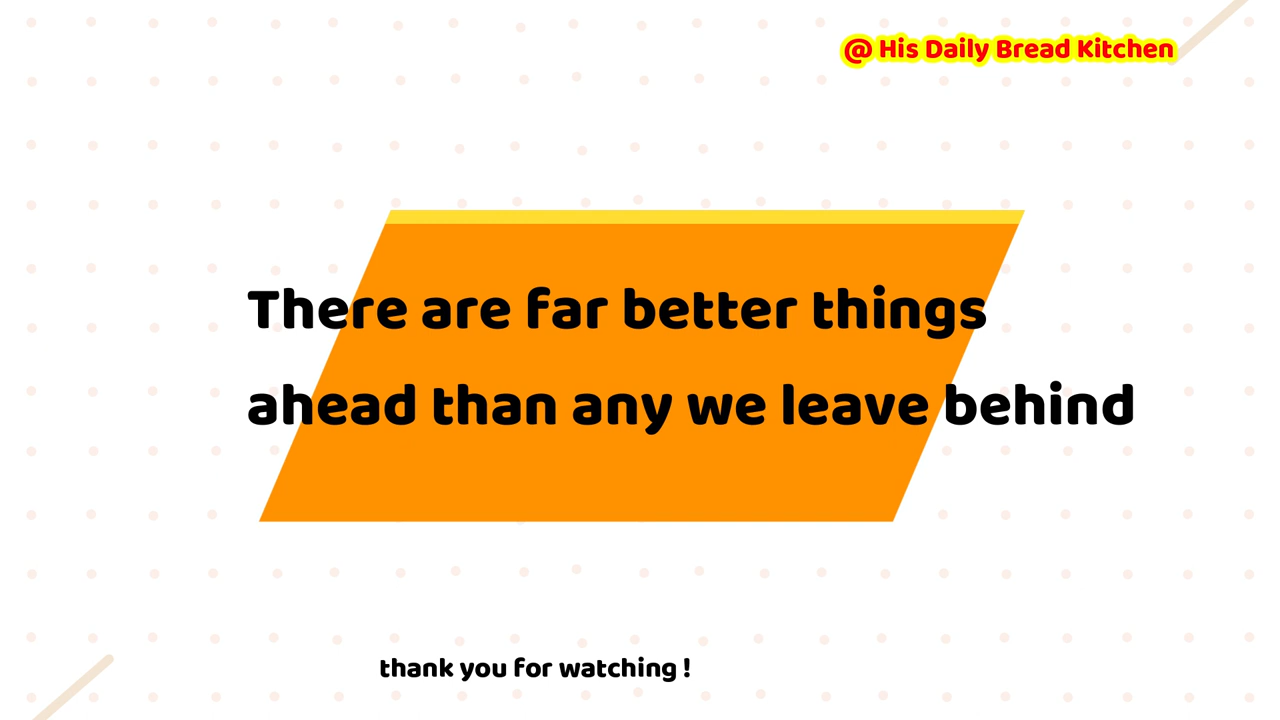 @ His Daily Bread Kitchen
There are far better things
ahead than any we leave behind
thank you for watching !